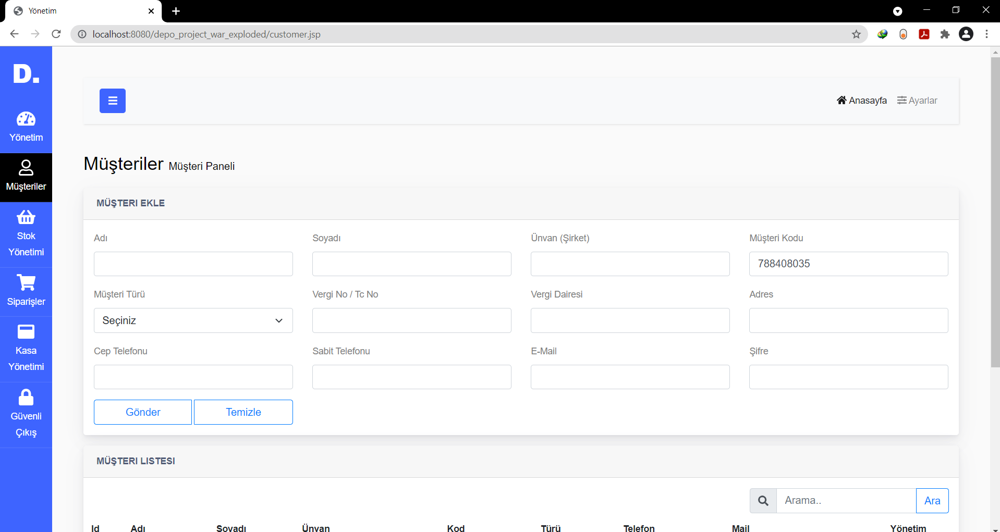 Yönetim
localhost:8080/depo_project_war_exploded/customer.jsp
D.
Yönetim
Müşteriler
Stok
Yönetimi
Siparişler
Kasa
Yönetimi
Güvenli
Çıkış
Anasayfa Ayarlar
Müşteriler Müşteri Paneli
MÜŞTERI EKLE
Adı Soyadı Ünvan (Şirket) Müşteri Kodu
788408035
Müşteri Türü Vergi No / Tc No Vergi Dairesi Adres
Seçiniz
Cep Telefonu Sabit Telefonu E-Mail Şifre
Gönder Temizle
MÜŞTERI LISTESI
Arama.. Ara
Id Adı Soyadı Ünvan Kod Türü Telefon Mail Yönetim